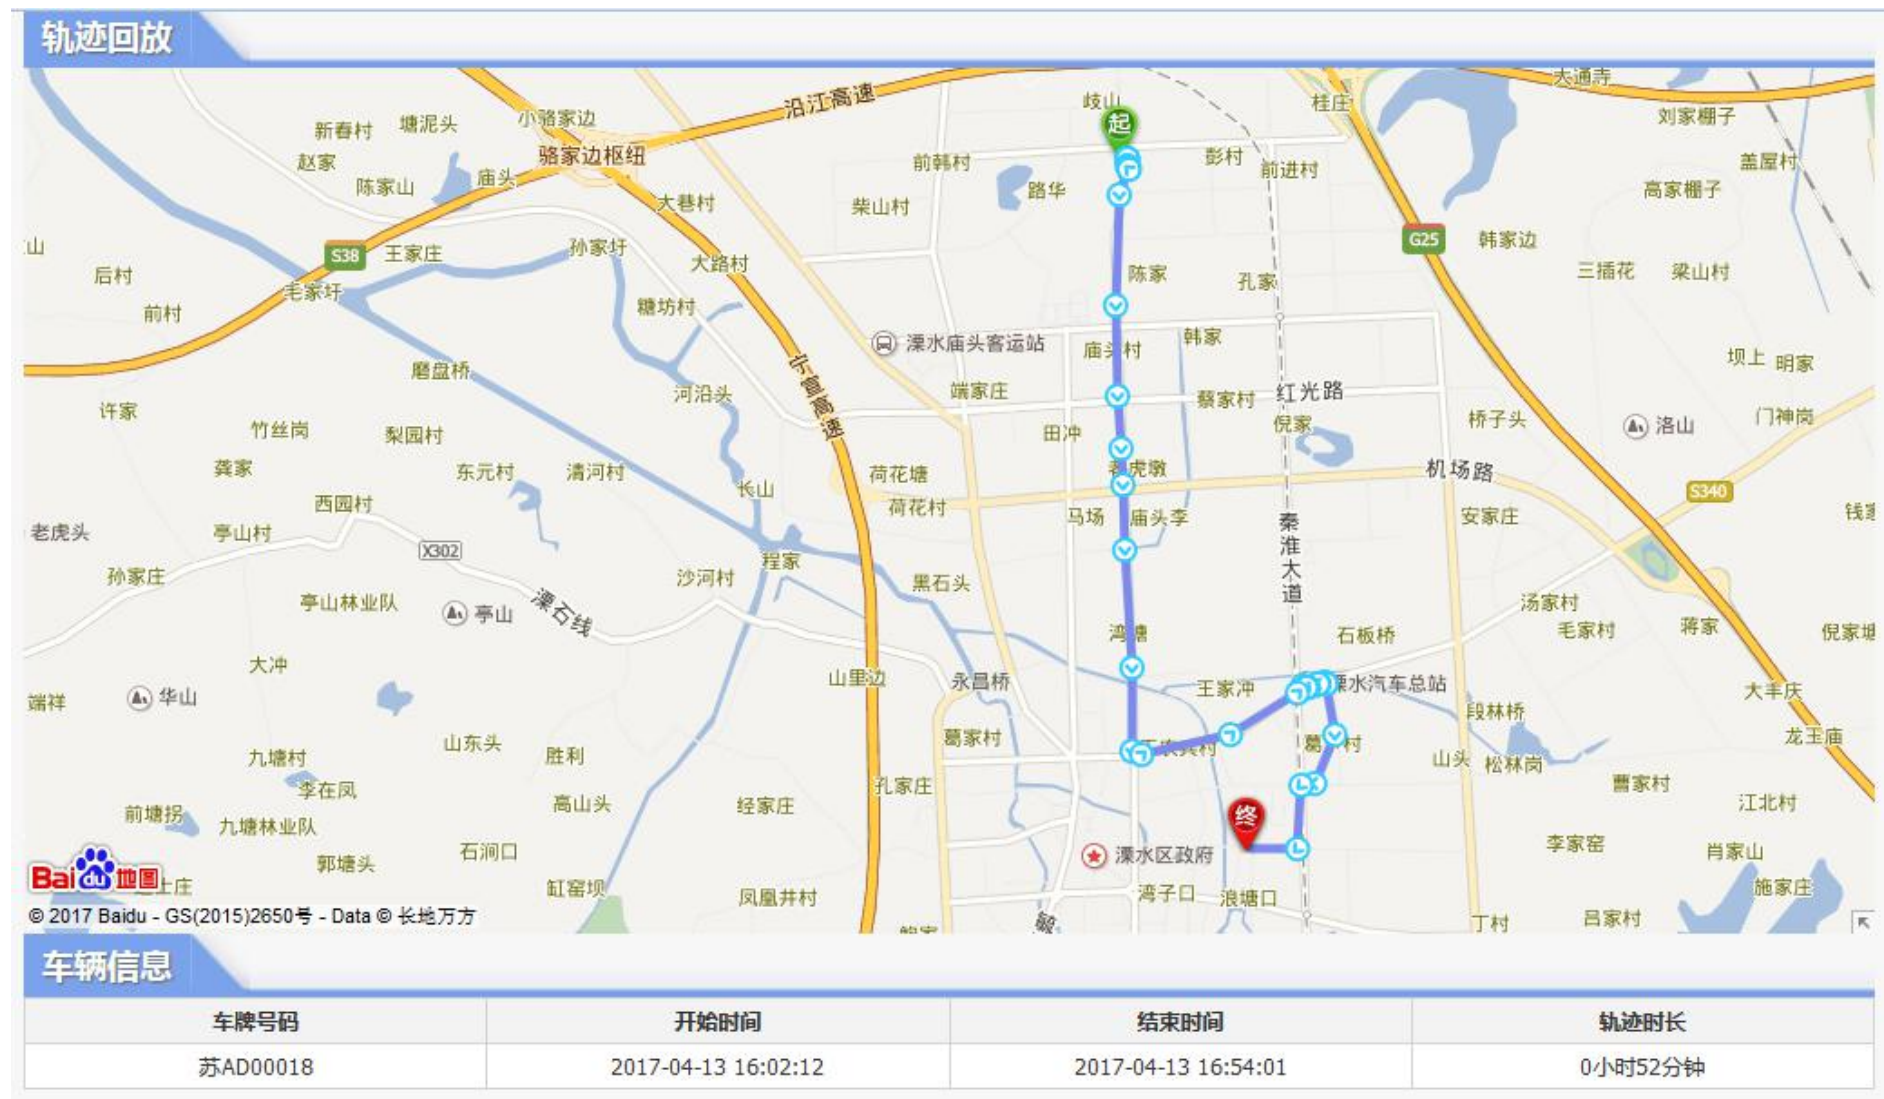 轨迹回放
沿江高速
大通寺
歧山
桂庄
刘家棚子
小骆家边
塘泥头
新春村
起
骆家边枢纽
赵家
前韩村
彭村
前进村
盖屋村
陈家山
庙头
路华
高家棚子
大巷村
柴山村
山
S38
王家庄
孙家圩
G25
韩家边
后村
大路村
陈家
孔家
三插花
梁山村
毛家圩
前村
糖坊村
溧水庙头客运站
庙头村
韩家
坝上
明家
磨盘桥
宁宣高速
河沿头
端家庄
蔡家村
红光路
许家
竹丝岗
梨园村
田冲
倪家
桥子头
洛山
门神岗
龚家
东元村
清河村
荷花塘
虎墩
机场路
长山
S340
西园村
荷花村
马场
庙头李
秦淮大道
安家庄
老虎头
亭山村
X302
程家
孙家庄
沙河村
黑石头
亭山林业队
亭山
溧石线
汤家村
湾塘
石板桥
毛家村
蒋家
大冲
山里边
永昌桥
王家冲
溧水汽车总站
大丰庆
端祥
华山
段林桥
山东头
葛家村
葛
村
龙王庙
九塘村
胜利
山头
松林岗
李在凤
孔家庄
曹家村
前塘拐
高山头
经家庄
江北村
九塘林业队
终
李家窑
郭塘头
石涧口
溧水区政府
肖家山
Bai du 地图
士庄
缸窑坝
凤凰井村
湾子口
浪塘口
施家庄
© 2017 Baidu - GS(2015)2650号 - Data © 长地万方
丁村
吕家村
车辆信息
车牌号码 开始时间 结束时间 轨迹时长
苏AD00018 2017-04-13 16:02:12 2017-04-13 16:54:01 0小时52分钟